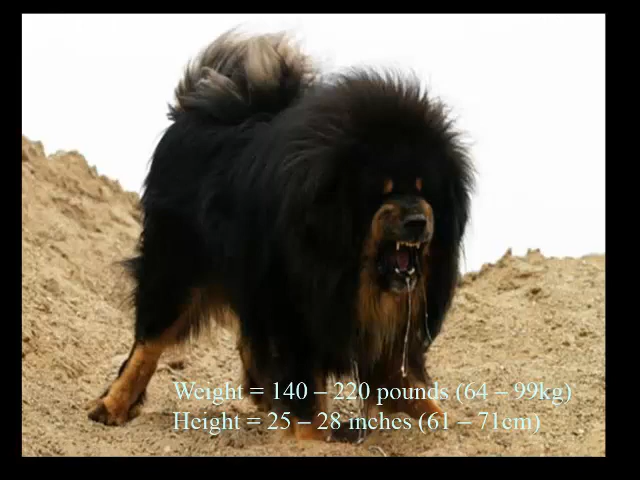 Weight = 140 – 220 pounds (64 – 99kg)
Height = 25 – 28 inches (61 – 71cm)